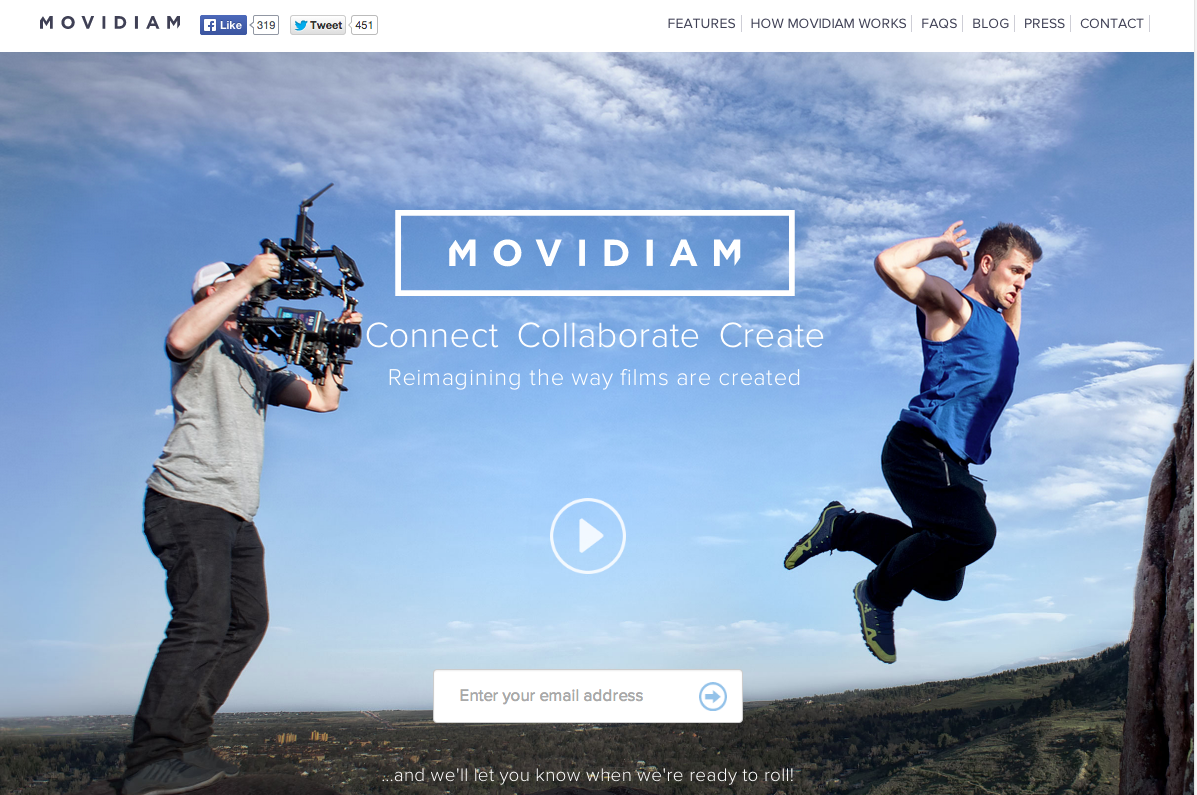 MOVIDIAM Like 319 Tweet 451 FEATURES HOW MOVIDIAM WORKS FAQS BLOG PRESS CONTACT
MOVIDIAM
Connect Collaborate Create
Reimagining the way films are created
Enter your email address
...and we'll let you know when we're ready to roll!